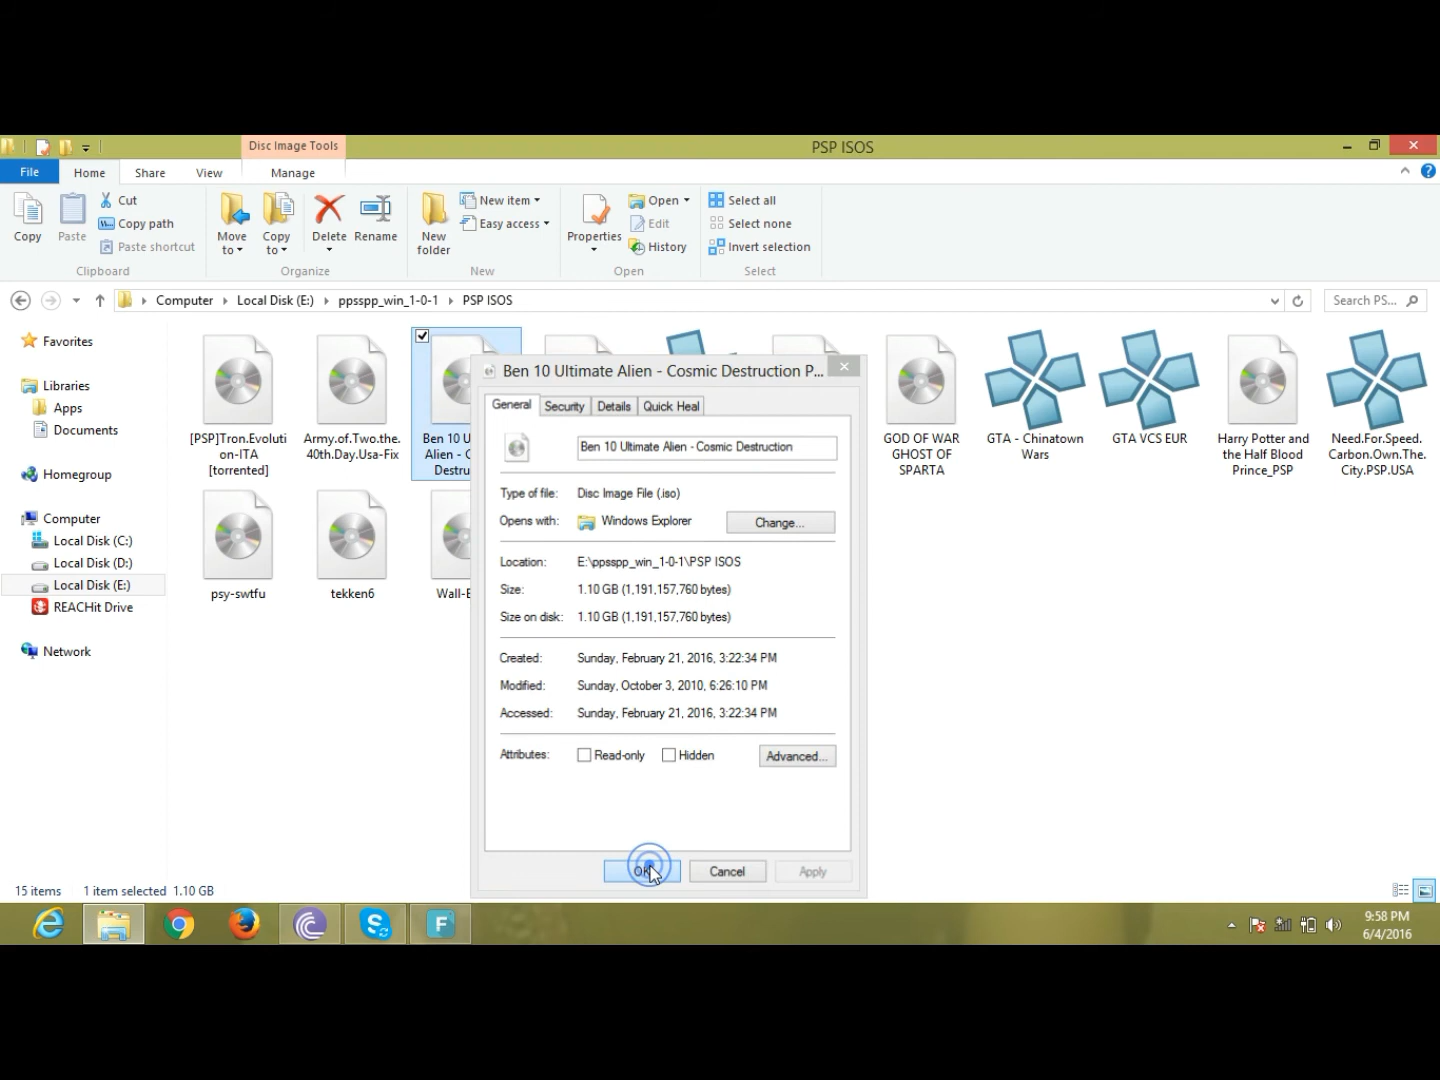 Disc Image Tools
PSP ISOS
File
Home
Share
View
Manage
Copy
Paste
Cut
Copy path
Paste shortcut
Clipboard
Move
to
Copy
to
Delete
Rename
Organize
New
folder
New item
Easy access
New
Properties
Open
Edit
History
Open
Select all
Select none
Invert selection
Select
Computer
Local Disk (E:)
ppsspp_win_1-0-1
PSP ISOS
Search PS...
Favorites
Libraries
Apps
Documents
Homegroup
Computer
Local Disk (C:)
Local Disk (D:)
Local Disk (E:)
REACHit Drive
Network
[PSP]Tron.Evoluti
on-ITA
[torrented]
Army.of.Two.the.
40th.Day.Usa-Fix
Ben 10 U
Alien - C
Destru
GOD OF WAR
GHOST OF
SPARTA
GTA - Chinatown
Wars
GTA VCS EUR
Harry Potter and
the Half Blood
Prince_PSP
Need.For.Speed.
Carbon.Own.The.
City.PSP.USA
psy-swtfu
tekken6
Wall-E
Ben 10 Ultimate Alien - Cosmic Destruction P...
General
Security
Details
Quick Heal
Ben 10 Ultimate Alien - Cosmic Destruction
Type of file: Disc Image File (.iso)
Opens with: Windows Explorer
Change...
Location: E:\ppsspp_win_1-0-1\PSP ISOS
Size: 1.10 GB (1,191,157,760 bytes)
Size on disk: 1.10 GB (1,191,157,760 bytes)
Created: Sunday, February 21, 2016, 3:22:34 PM
Modified: Sunday, October 3, 2010, 6:26:10 PM
Accessed: Sunday, February 21, 2016, 3:22:34 PM
Attributes: Read-only Hidden
Advanced...
OK
Cancel
Apply
15 items 1 item selected 1.10 GB
F
9:58 PM
6/4/2016